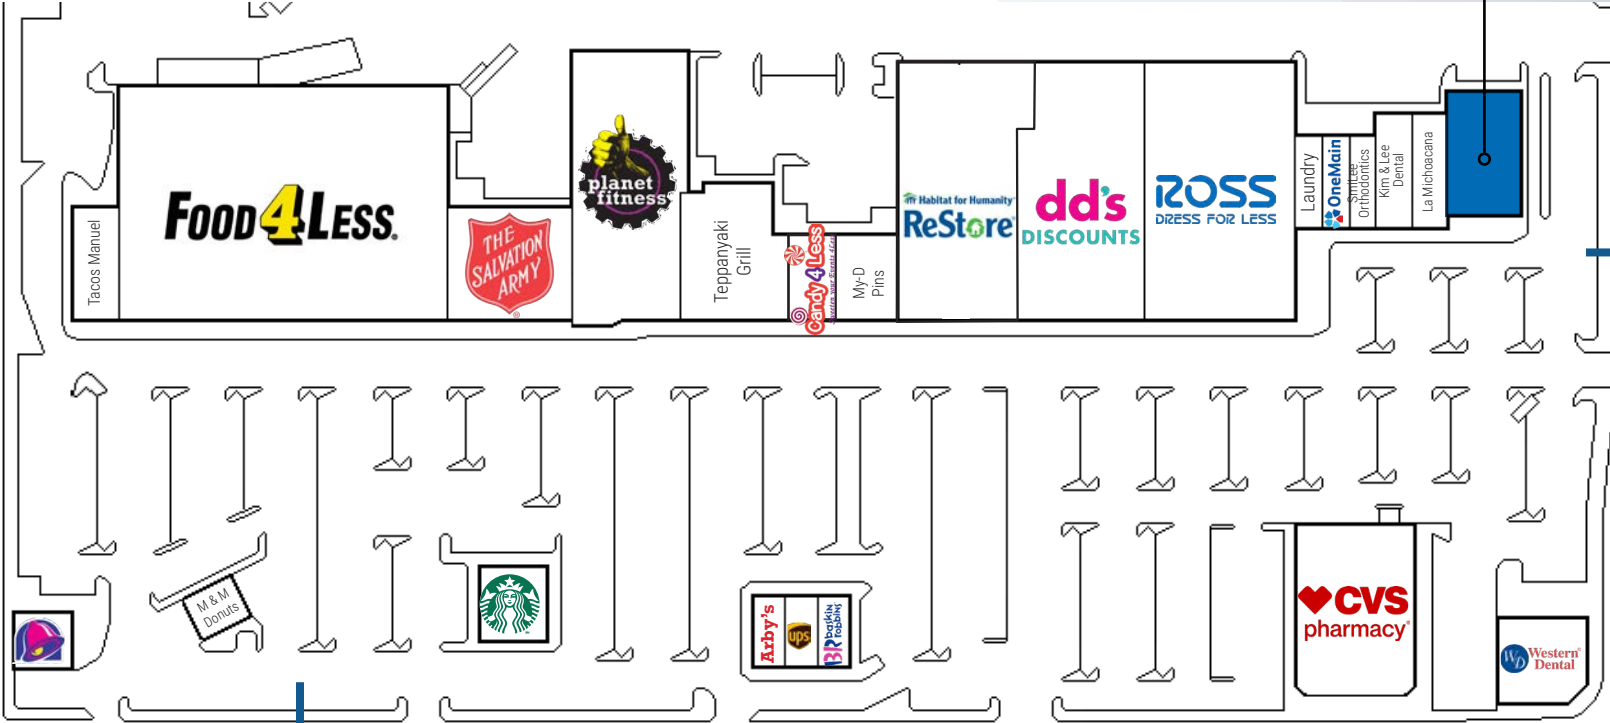 Tacos Manuel
FOOD 4 LESS.
THE
SALVATION
ARMY
planet
fitness
Teppanyaki
Grill
Candy 4 Less
My-D
Pins
Habitat for Humanity
ReStore
dd's
DISCOUNTS
ROSS
DRESS FOR LESS
Laundry
OneMain
SmiLee
Orthodontics
Kim & Lee
Dental
La Michoacana
M & M
Donuts
Arby's
ups
BR baskin
robbins
CVS
pharmacy
WD Western
Dental